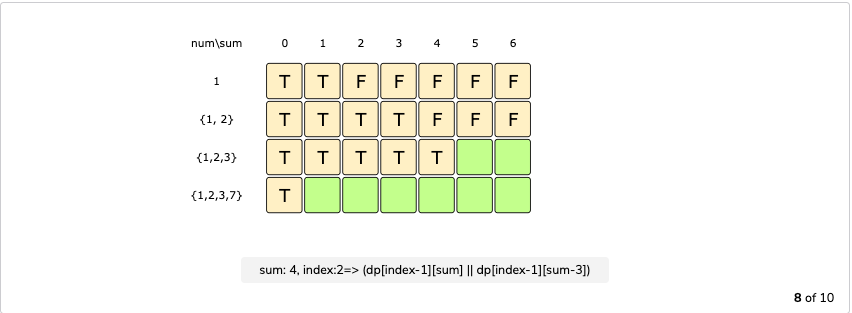 num\sum 0 1 2 3 4 5 6
1 T T F F F F F
{1, 2} T T T T F F F
{1,2,3} T T T T T
{1,2,3,7} T
sum: 4, index:2=> (dp[index-1][sum] || dp[index-1][sum-3])
8 of 10